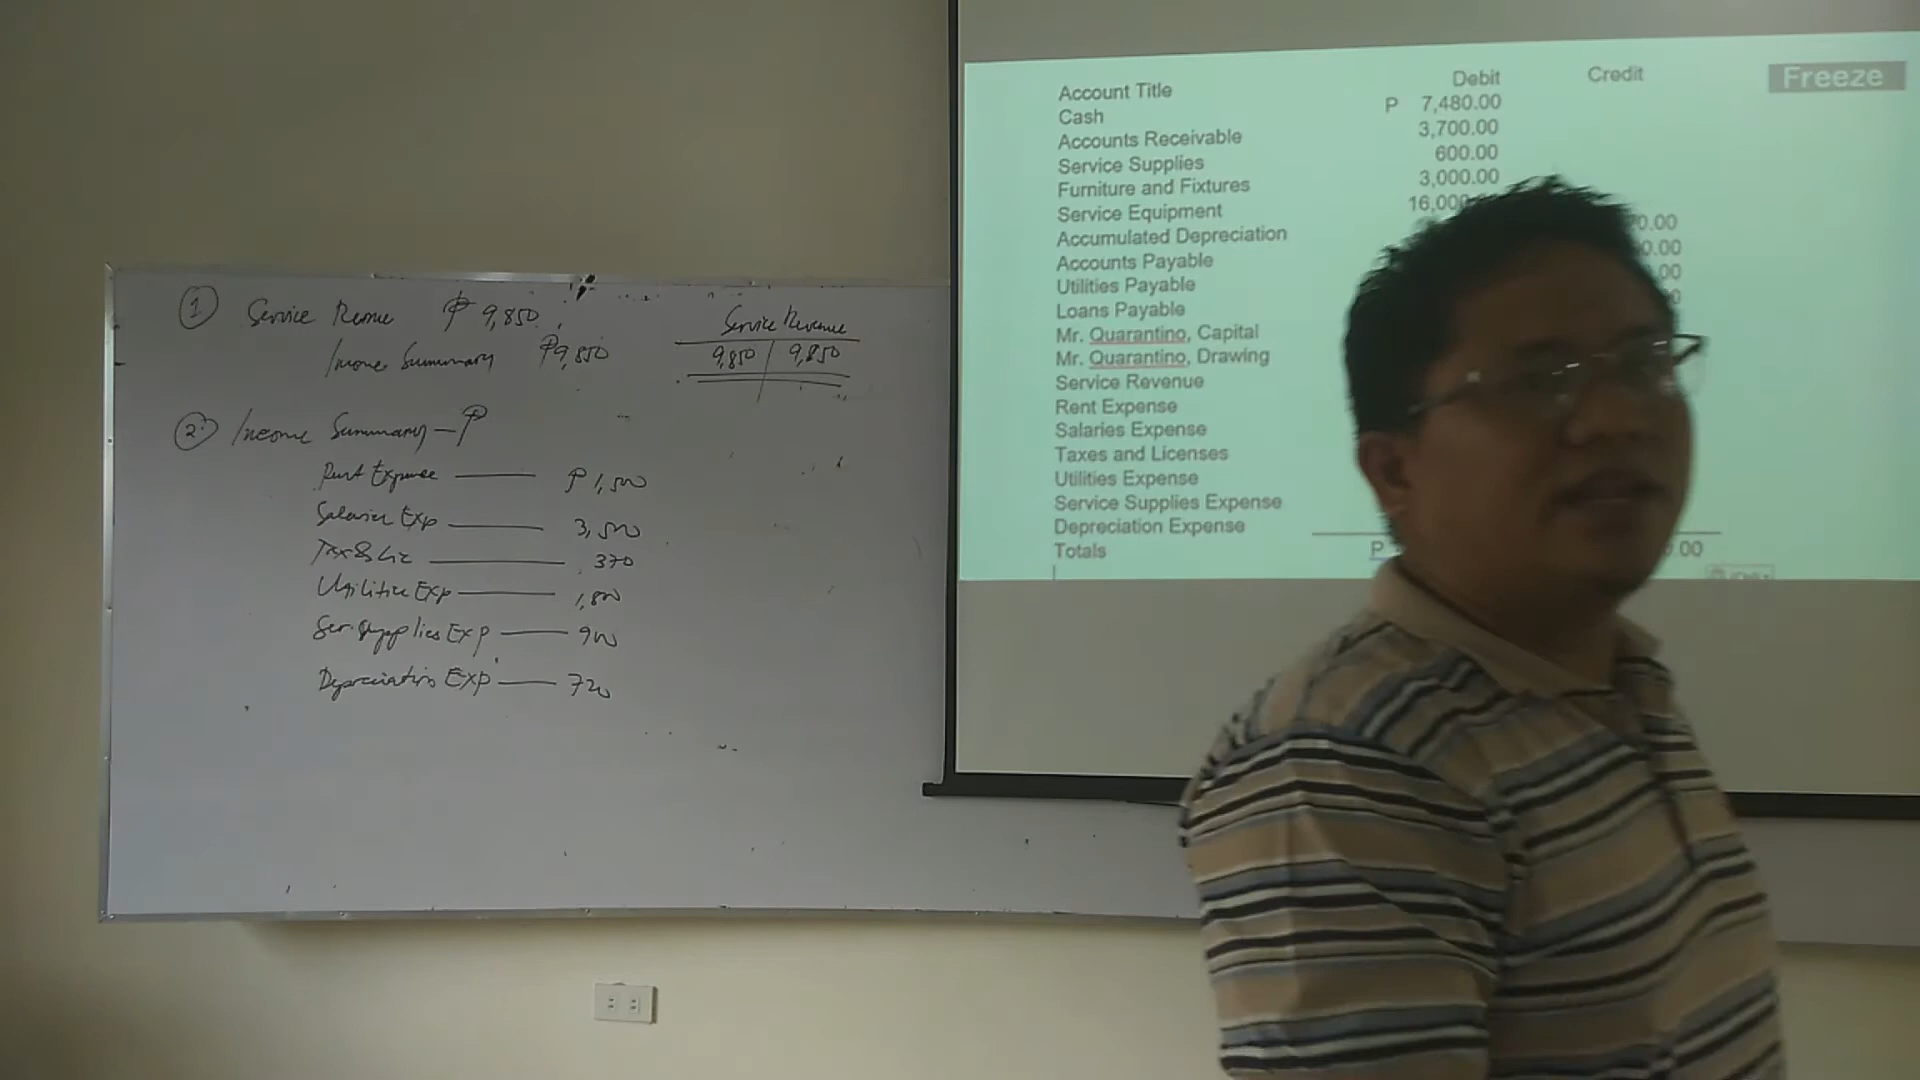 ① Service Revenue ₱ 9,850
Income Summary ₱9,850
Service Revenue
9,850 | 9,850
② Income Summary — ₱
Rent Expense — ₱ 1,500
Salaries Exp — 3,500
Tax & Lic — 370
Utilities Exp — 1,800
Ser. Supplies Exp — 900
Depreciation Exp — 720
Freeze
Account Title Debit Credit
Cash P 7,480.00
Accounts Receivable 3,700.00
Service Supplies 600.00
Furniture and Fixtures 3,000.00
Service Equipment 16,000
Accumulated Depreciation
Accounts Payable
Utilities Payable
Loans Payable
Mr. Quarantino, Capital
Mr. Quarantino, Drawing
Service Revenue
Rent Expense
Salaries Expense
Taxes and Licenses
Utilities Expense
Service Supplies Expense
Depreciation Expense
Totals P